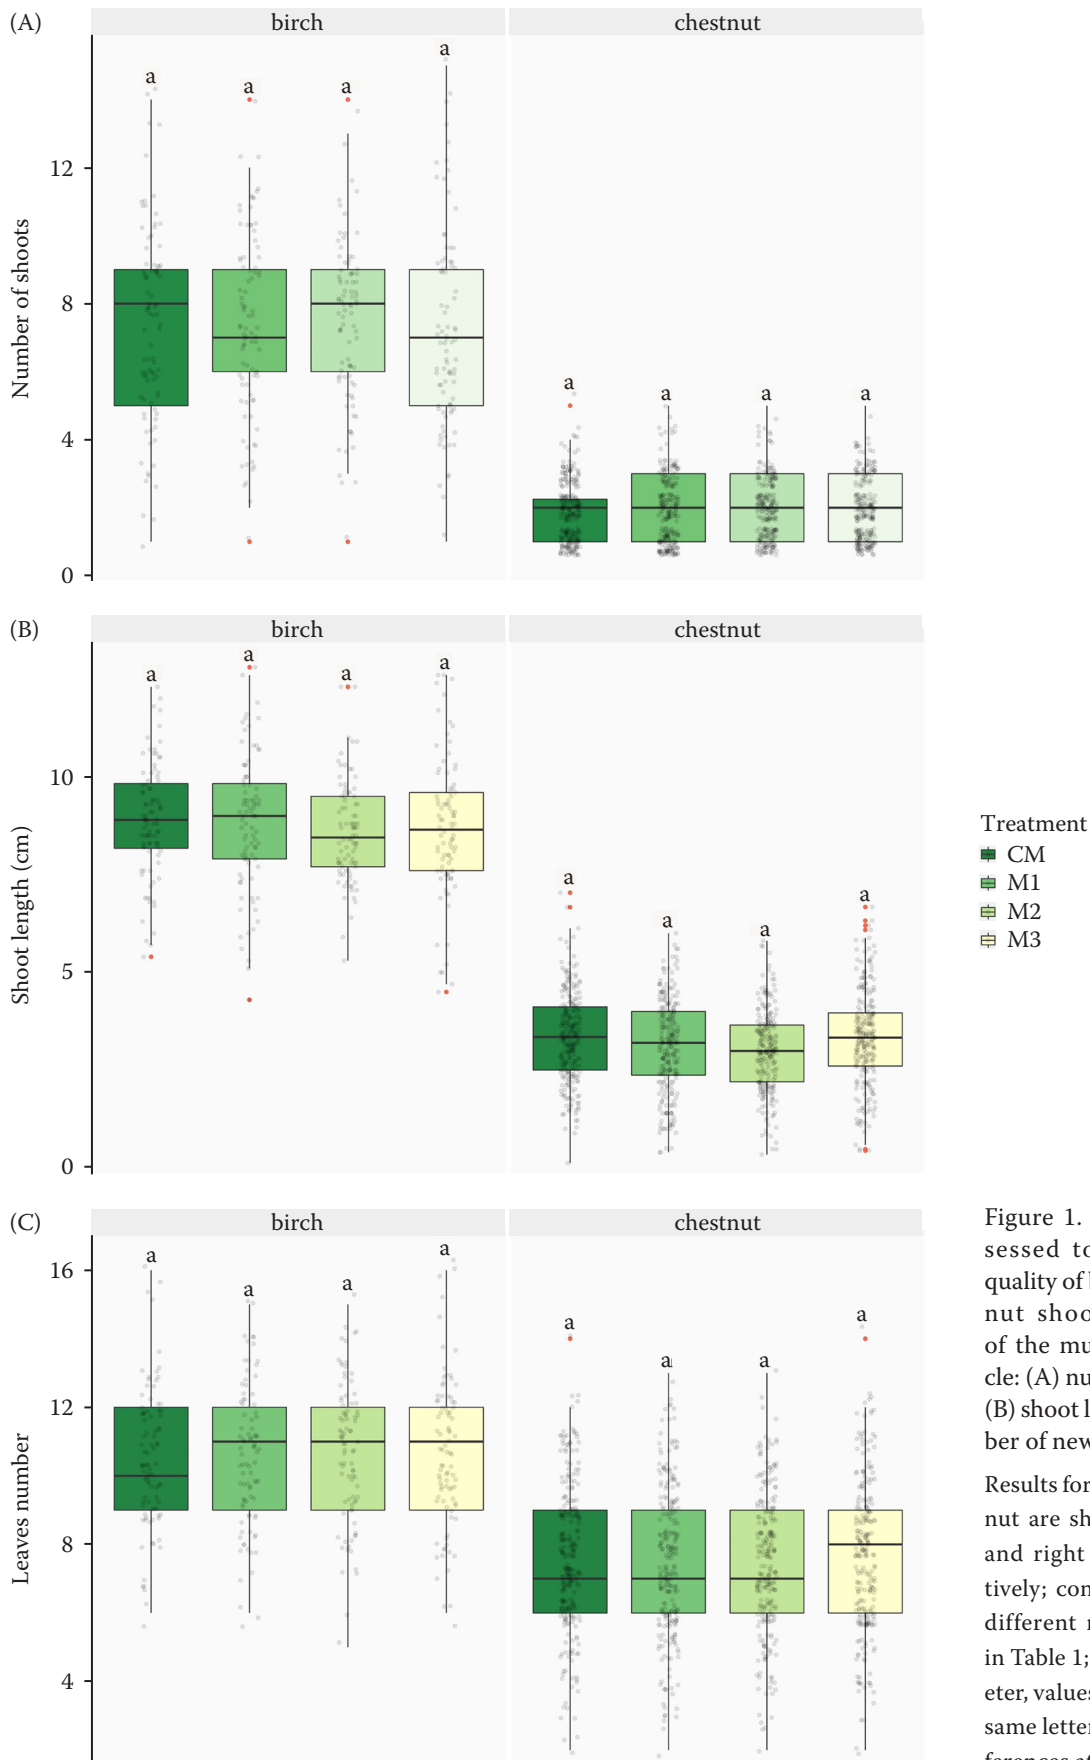 (A)
birch
chestnut
a a a a
a a a a
Number of shoots
12
8
4
0
(B)
birch
chestnut
a a a a
a a a a
Shoot length (cm)
10
5
0
Treatment
CM
M1
M2
M3
(C)
birch
chestnut
a a a a
a a a a
Leaves number
16
12
8
4
Figure 1.
sessed to
quality of
nut shoo
of the mu
cle: (A) nu
(B) shoot l
ber of new
Results for
nut are sh
and right
tively; con
different
in Table 1;
eter, values
same letter
ferences at